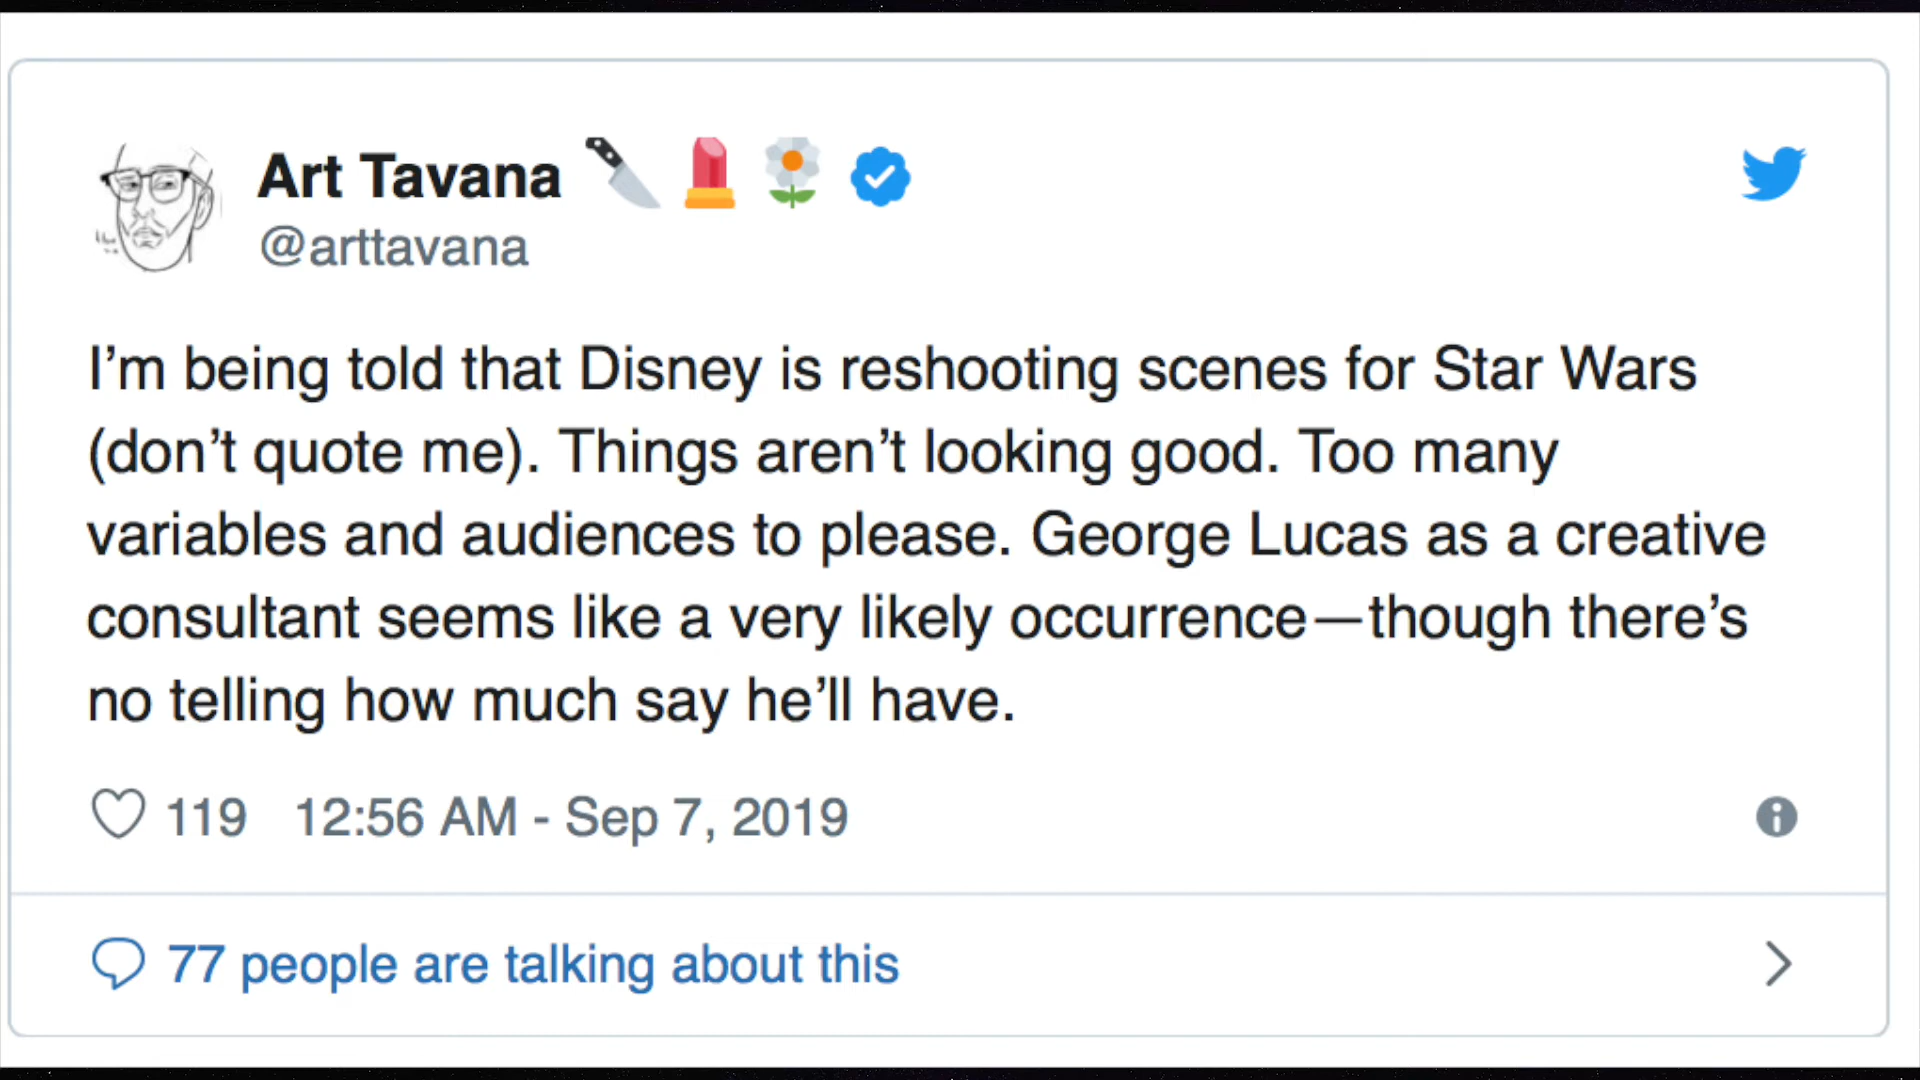 Art Tavana 🔪 💄 🌼
@arttavana
I’m being told that Disney is reshooting scenes for Star Wars
(don’t quote me). Things aren’t looking good. Too many
variables and audiences to please. George Lucas as a creative
consultant seems like a very likely occurrence—though there’s
no telling how much say he’ll have.
119 12:56 AM - Sep 7, 2019
77 people are talking about this